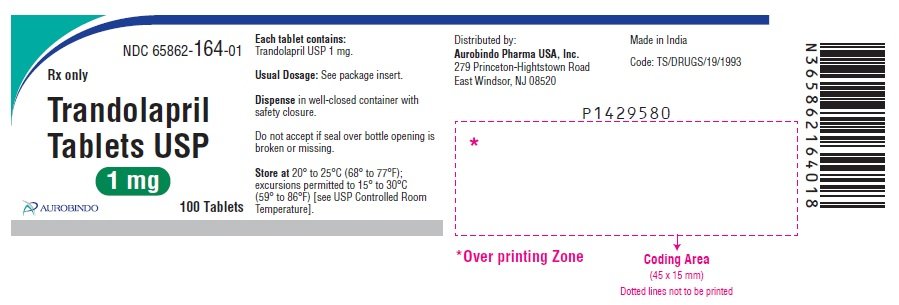 NDC 65862-164-01
Rx only
Trandolapril
Tablets USP
1 mg
AUROBINDO
100 Tablets
Each tablet contains:
Trandolapril USP 1 mg.
Usual Dosage: See package insert.
Dispense in well-closed container with
safety closure.
Do not accept if seal over bottle opening is
broken or missing.
Store at 20° to 25°C (68° to 77°F);
excursions permitted to 15° to 30°C
(59° to 86°F) [see USP Controlled Room
Temperature].
Distributed by:
Aurobindo Pharma USA, Inc.
279 Princeton-Hightstown Road
East Windsor, NJ 08520
Made in India
Code: TS/DRUGS/19/1993
P1429580
*
*Over printing Zone
Coding Area
(45 x 15 mm)
Dotted lines not to be printed
N365862164018